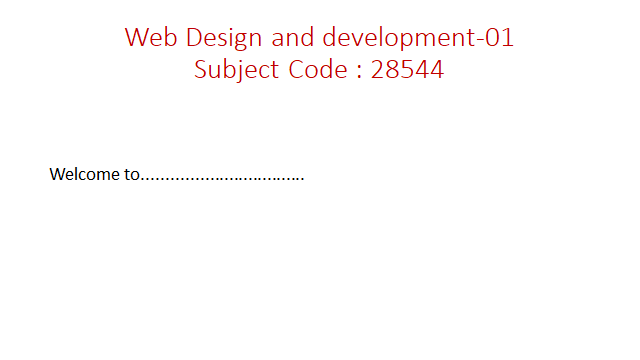 Web Design and development-01
Subject Code : 28544
Welcome to..................................